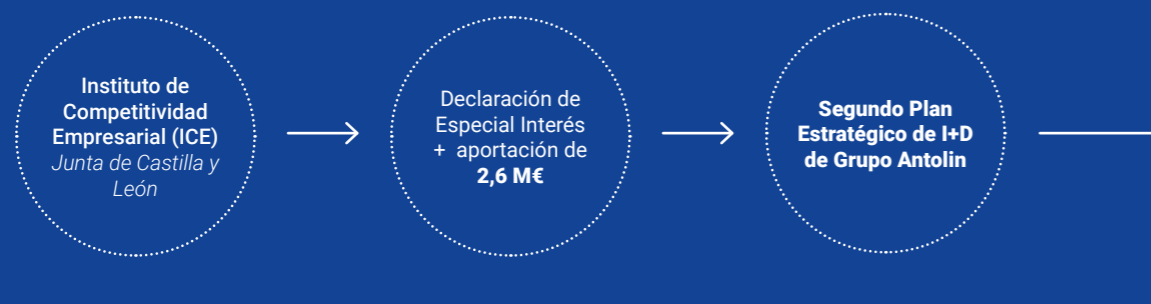 Instituto de
Competitividad
Empresarial (ICE)
Junta de Castilla y
León
Declaración de
Especial Interés
+ aportación de
2,6 M€
Segundo Plan
Estratégico de I+D
de Grupo Antolin